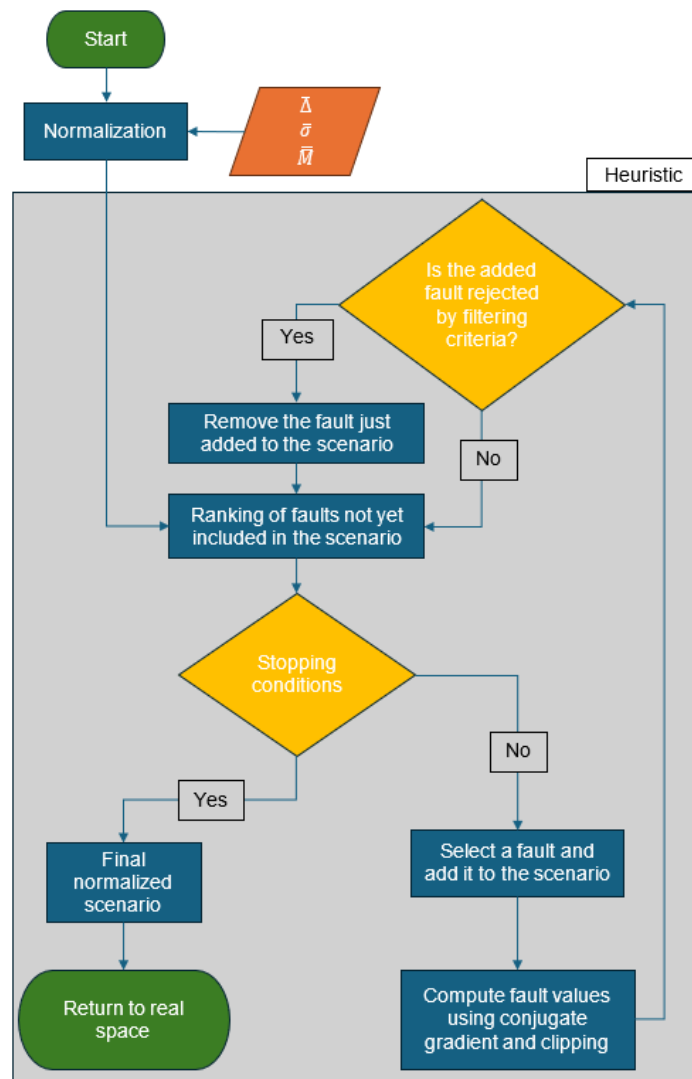 Start
Normalization
Δ̄
σ̄
M̿
Heuristic
Is the added
fault rejected
by filtering
criteria?
Yes
Remove the fault just
added to the scenario
No
Ranking of faults not yet
included in the scenario
Stopping
conditions
No
Yes
Final
normalized
scenario
Select a fault and
add it to the scenario
Return to real
space
Compute fault values
using conjugate
gradient and clipping